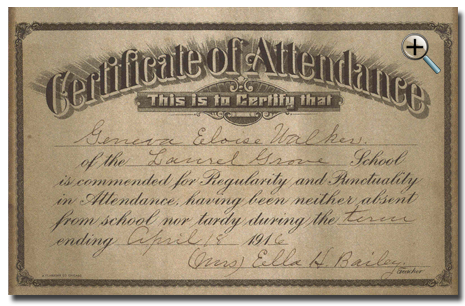 Certificate of Attendance
This is to Certify that
Geneva Eloise Walker
of the Laurel Grove School
is commended for Regularity and Punctuality
in Attendance, having been neither absent
from school nor tardy during the term
ending April 18 1916
(Mrs) Ella H. Bailey
Teacher